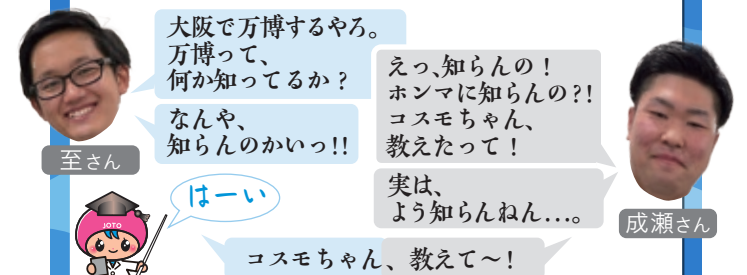 大阪で万博するやろ。
万博って、
何か知ってるか？
えっ、知らんの！
ホンマに知らんの?!
コスモちゃん、
教えたって！
なんや、
知らんのかいっ!!
実は、
よう知らんねん…。
至さん
成瀬さん
はーい
JOTO
コスモちゃん、教えて～！